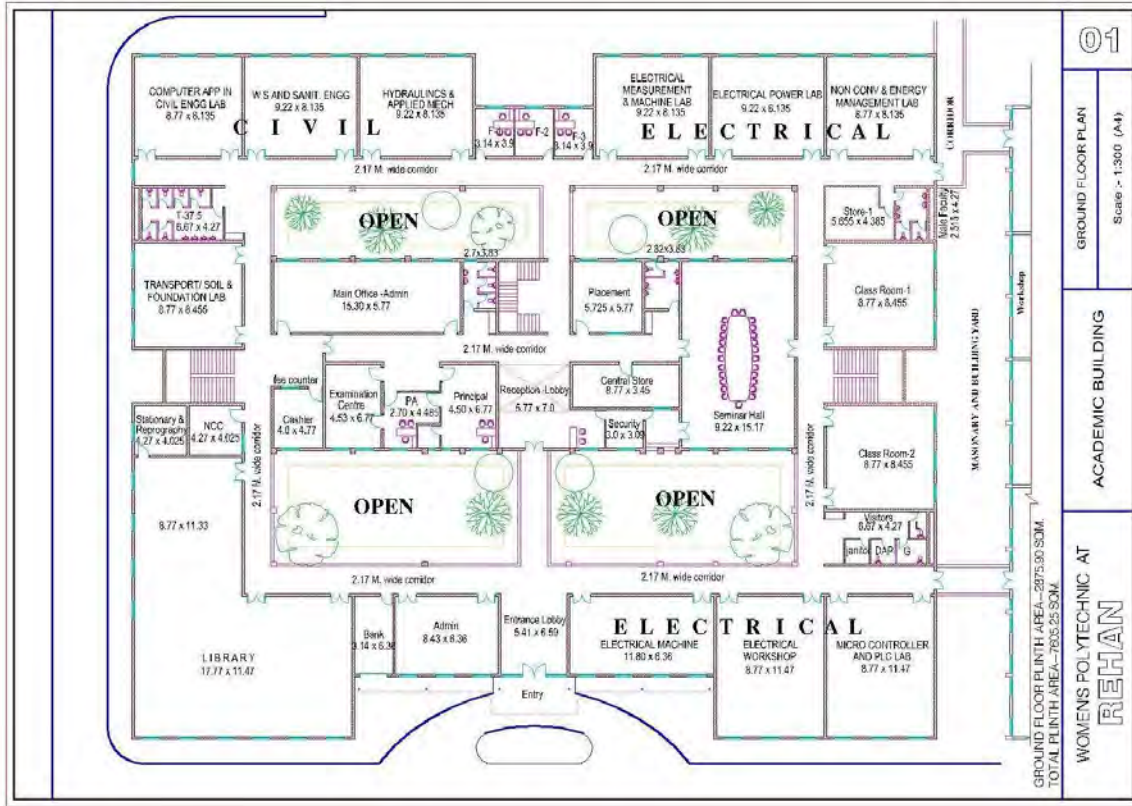 COMPUTER APP IN
CIVIL ENGG LAB
8.77 x 8.135
W.S AND SANIT. ENGG
9.22 x 8.135
HYDRAULINCS &
APPLIED MECH
9.22 x 8.135
C I V I L
F-2
F-3
3.14 x 3.9
3.14 x 3.9
ELECTRICAL
MEASUREMENT
& MACHINE LAB
9.22 x 8.135
ELECTRICAL POWER LAB
9.22 x 8.135
NON CONV & ENERGY
MANAGEMENT LAB
8.77 x 8.135
E L E C T R I C A L
CORRIDOR
2.17 M. wide corridor
2.17 M. wide corridor
T-37.5
6.67 x 4.27
OPEN
2.7x3.83
OPEN
2.82x3.83
Store-1
5.655 x 4.385
2.515 x 4.27
TRANSPORT/ SOIL &
FOUNDATION LAB
8.77 x 8.455
Main Office -Admin
15.30 x 5.77
Placement
5.725 x 5.77
Class Room-1
8.77 x 8.455
Workshop
2.17 M. wide corridor
fee counter
Examination
Centre
4.53 x 6.77
PA
2.70 x 4.485
Principal
4.50 x 6.77
Reception -Lobby
6.77 x 7.0
Central Store
8.77 x 3.45
Seminar Hall
9.22 x 15.17
Stationary &
Reprography
4.27 x 4.025
NCC
4.27 x 4.025
Cashier
4.0 x 4.77
Security
3.0 x 3.09
MASONARY AND BUILDING YARD
2.17 M. wide corridor
2.17 M. wide corridor
Class Room-2
8.77 x 8.455
8.77 x 11.33
OPEN
OPEN
Visitors
6.67 x 4.27
L
janitor
DAP
G
2.17 M. wide corridor
2.17 M. wide corridor
LIBRARY
17.77 x 11.47
Bank
3.14 x 6.36
Admin
8.43 x 6.36
Entrance Lobby
5.41 x 6.59
E L E C T R I C A L
ELECTRICAL MACHINE
11.80 x 6.36
ELECTRICAL
WORKSHOP
8.77 x 11.47
MICRO CONTROLLER
AND PLC LAB
8.77 x 11.47
Entry
01
GROUND FLOOR PLAN
Scale :- 1:300 (A4)
ACADEMIC BUILDING
GROUND FLOOR PLINTH AREA--2875.90 SQM.
TOTAL PLINTH AREA--7605.25 SQM.
WOMENS POLYTECHNIC AT
REHAN